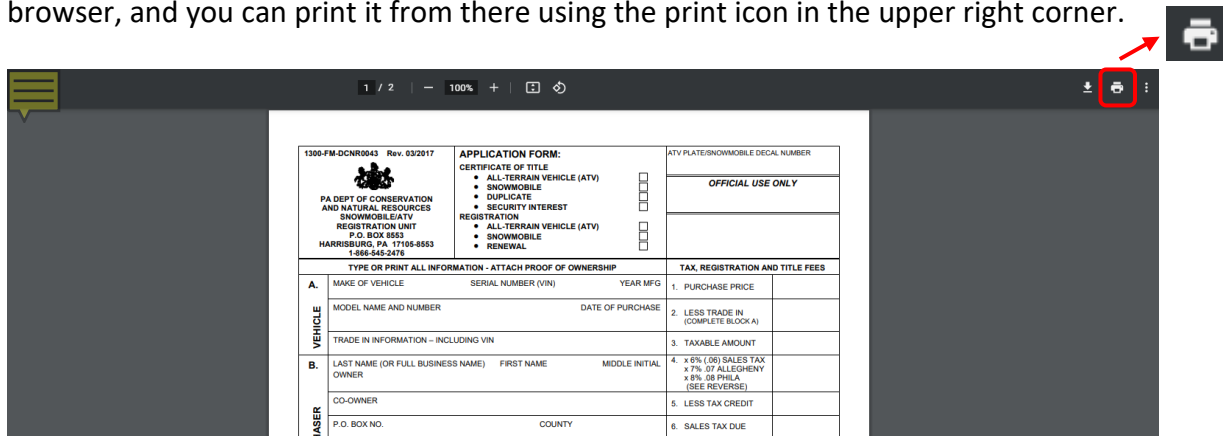 browser, and you can print it from there using the print icon in the upper right corner.
1 / 2 | − 100% + |
1300-FM-DCNR0043 Rev. 03/2017
PA DEPT OF CONSERVATION
AND NATURAL RESOURCES
SNOWMOBILE/ATV
REGISTRATION UNIT
P.O. BOX 8553
HARRISBURG, PA 17105-8553
1-866-545-2476
APPLICATION FORM:
CERTIFICATE OF TITLE
• ALL-TERRAIN VEHICLE (ATV)
• SNOWMOBILE
• DUPLICATE
• SECURITY INTEREST
REGISTRATION
• ALL-TERRAIN VEHICLE (ATV)
• SNOWMOBILE
• RENEWAL
ATV PLATE/SNOWMOBILE DECAL NUMBER
OFFICIAL USE ONLY
TYPE OR PRINT ALL INFORMATION - ATTACH PROOF OF OWNERSHIP
TAX, REGISTRATION AND TITLE FEES
A.
VEHICLE
MAKE OF VEHICLE SERIAL NUMBER (VIN) YEAR MFG
MODEL NAME AND NUMBER DATE OF PURCHASE
TRADE IN INFORMATION – INCLUDING VIN
1. PURCHASE PRICE
2. LESS TRADE IN
(COMPLETE BLOCK A)
3. TAXABLE AMOUNT
B.
LAST NAME (OR FULL BUSINESS NAME) FIRST NAME MIDDLE INITIAL
OWNER
CO-OWNER
P.O. BOX NO. COUNTY
4. x 6% (.06) SALES TAX
x 7% .07 ALLEGHENY
x 8% .08 PHILA
(SEE REVERSE)
5. LESS TAX CREDIT
6. SALES TAX DUE